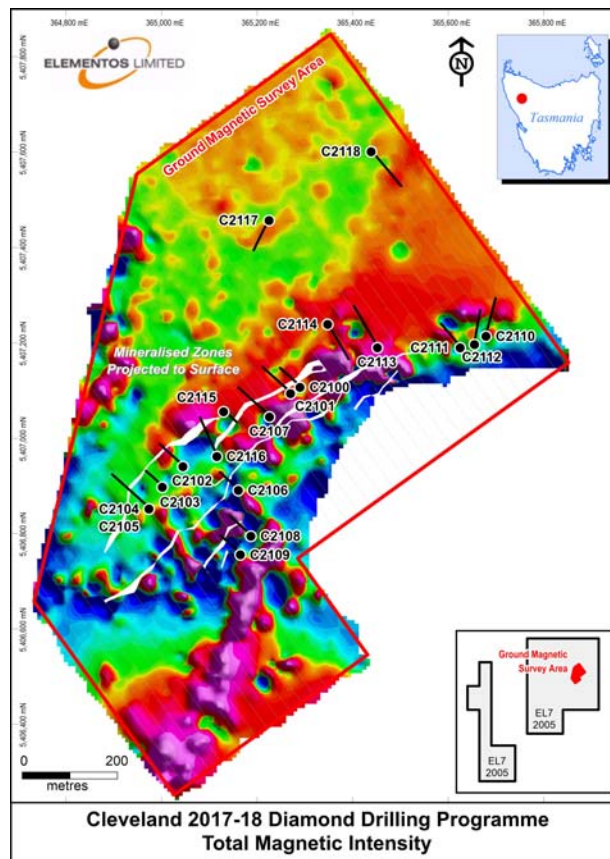 364,800 mE 365,000 mE 365,200 mE 365,400 mE 365,600 mE 365,800 mE
5,407,800 mN
ELEMENTOS LIMITED
N
Tasmania
Ground Magnetic Survey Area
5,407,600 mN
C2118
C2117
5,407,400 mN
C2114
C2110
C2111
C2112
C2113
5,407,200 mN
Mineralised Zones
Projected to Surface
C2100
C2101
C2115
C2107
5,407,000 mN
C2116
C2102
C2106
C2103
C2104
C2105
C2108
5,406,800 mN
C2109
5,406,600 mN
5,406,400 mN
Ground Magnetic
Survey Area
EL7
2005
EL7
2005
0 200
metres
Cleveland 2017-18 Diamond Drilling Programme
Total Magnetic Intensity